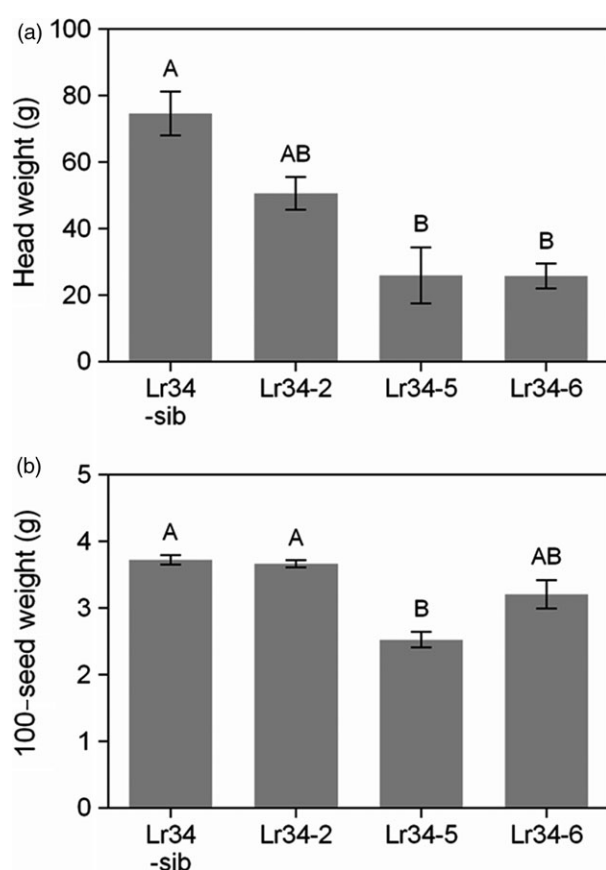 (a)
Head weight (g)
100
80
60
40
20
0
A
AB
B
B
Lr34
-sib
Lr34-2
Lr34-5
Lr34-6
(b)
100-seed weight (g)
5
4
3
2
1
0
A
A
B
AB
Lr34
-sib
Lr34-2
Lr34-5
Lr34-6